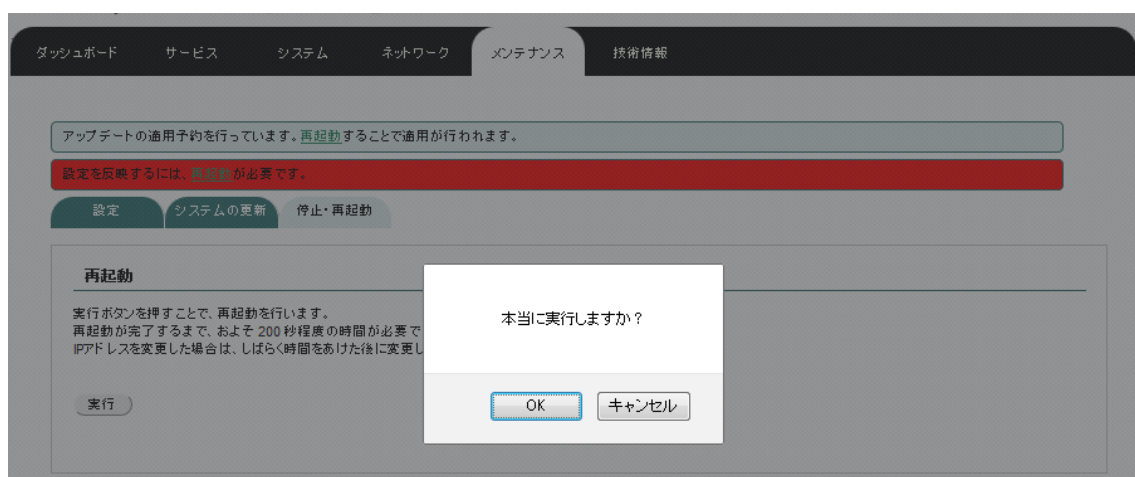 ダッシュボード サービス システム ネットワーク メンテナンス 技術情報
アップデートの適用予約を行っています。再起動することで適用が行われます。
設定を反映するには、再起動が必要です。
設定 システムの更新 停止・再起動
再起動
実行ボタンを押すことで、再起動を行います。
再起動が完了するまで、およそ 200 秒程度の時間が必要で
IPアドレスを変更した場合は、しばらく時間をあけた後に変更し
実行
本当に実行しますか？
OK キャンセル